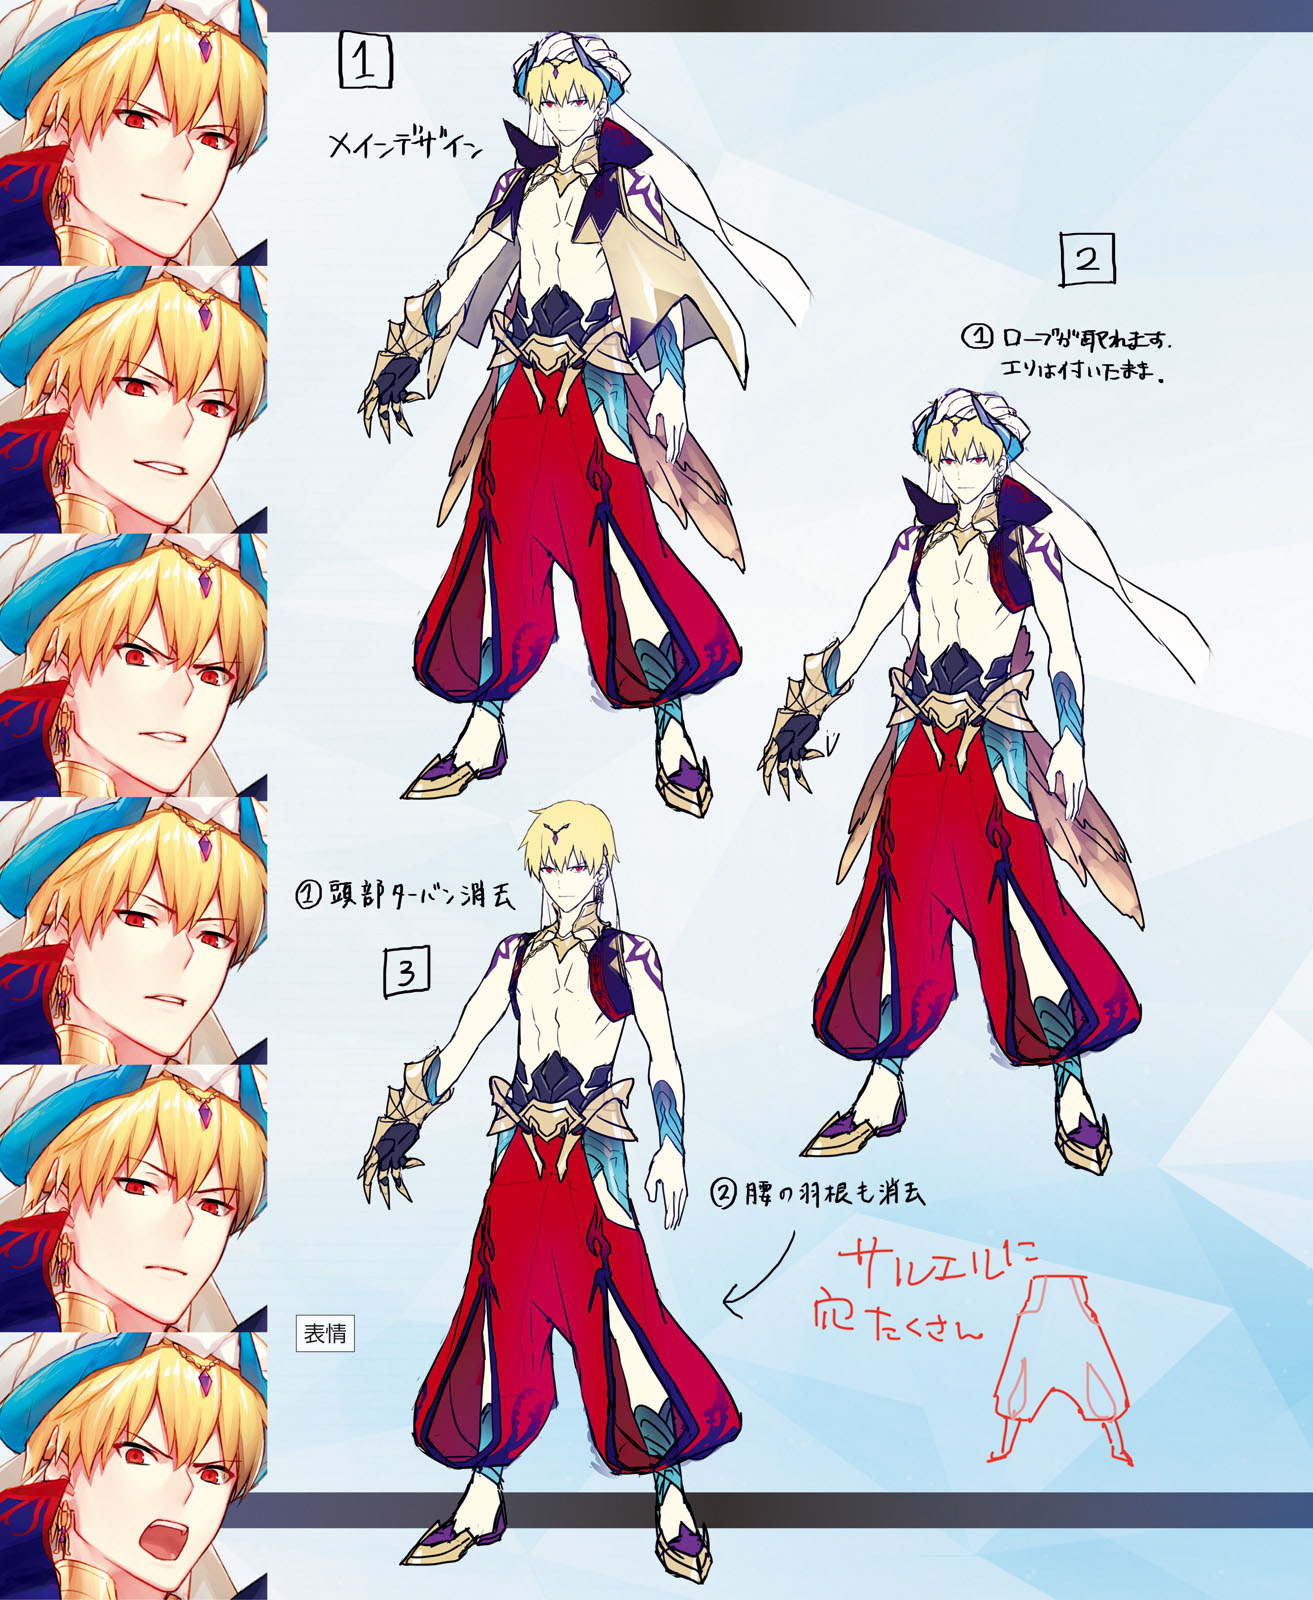 1
メインデザイン
2
① ローブが取れます.
エリは付いたまま.
① 頭部ターバン消去
3
② 腰の羽根も消去
サルエルに
穴たくさん
表情